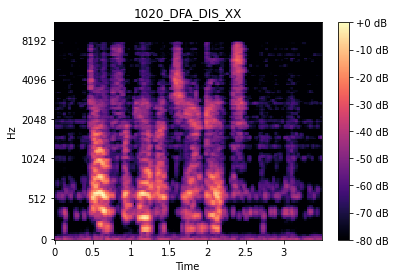 1020_DFA_DIS_XX
8192
4096
2048
1024
512
0
Hz
0 0.5 1 1.5 2 2.5 3
Time
+0 dB
-10 dB
-20 dB
-30 dB
-40 dB
-50 dB
-60 dB
-70 dB
-80 dB